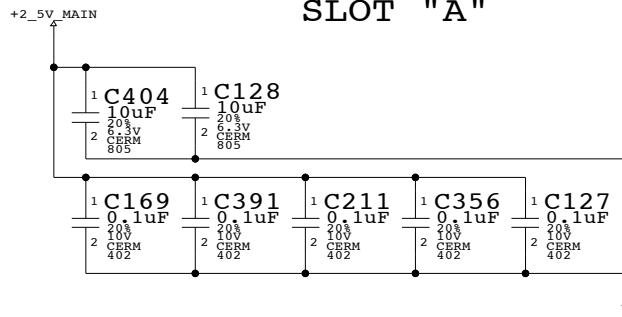 SLOT "A"
+2_5V_MAIN
1 C404
10uF
20%
6.3V
2 CERM
805
1 C128
10uF
20%
6.3V
2 CERM
805
1 C169
0.1uF
20%
10V
2 CERM
402
1 C391
0.1uF
20%
10V
2 CERM
402
1 C211
0.1uF
20%
10V
2 CERM
402
1 C356
0.1uF
20%
10V
2 CERM
402
1 C127
0.1uF
20%
10V
2 CERM
402